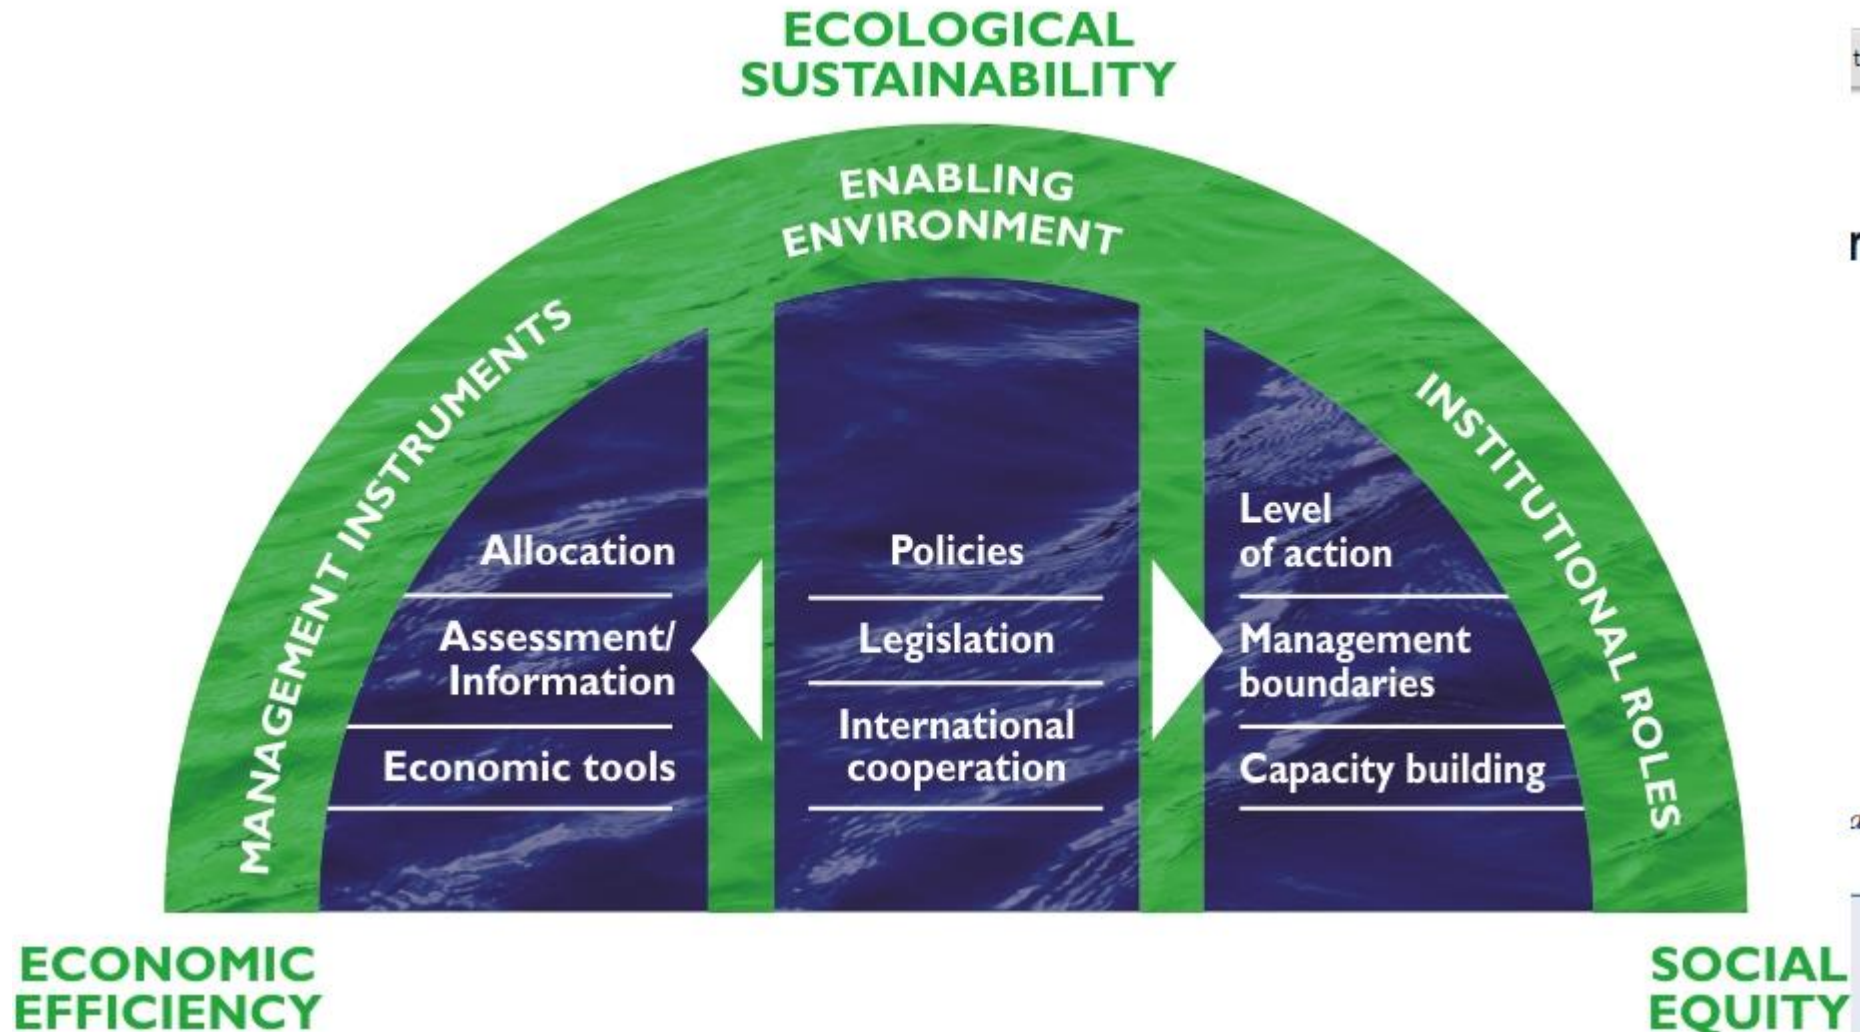 ECOLOGICAL
SUSTAINABILITY
ENABLING
ENVIRONMENT
MANAGEMENT INSTRUMENTS
INSTITUTIONAL ROLES
Allocation
Assessment/
Information
Economic tools
Policies
Legislation
International
cooperation
Level
of action
Management
boundaries
Capacity building
ECONOMIC
EFFICIENCY
SOCIAL
EQUITY